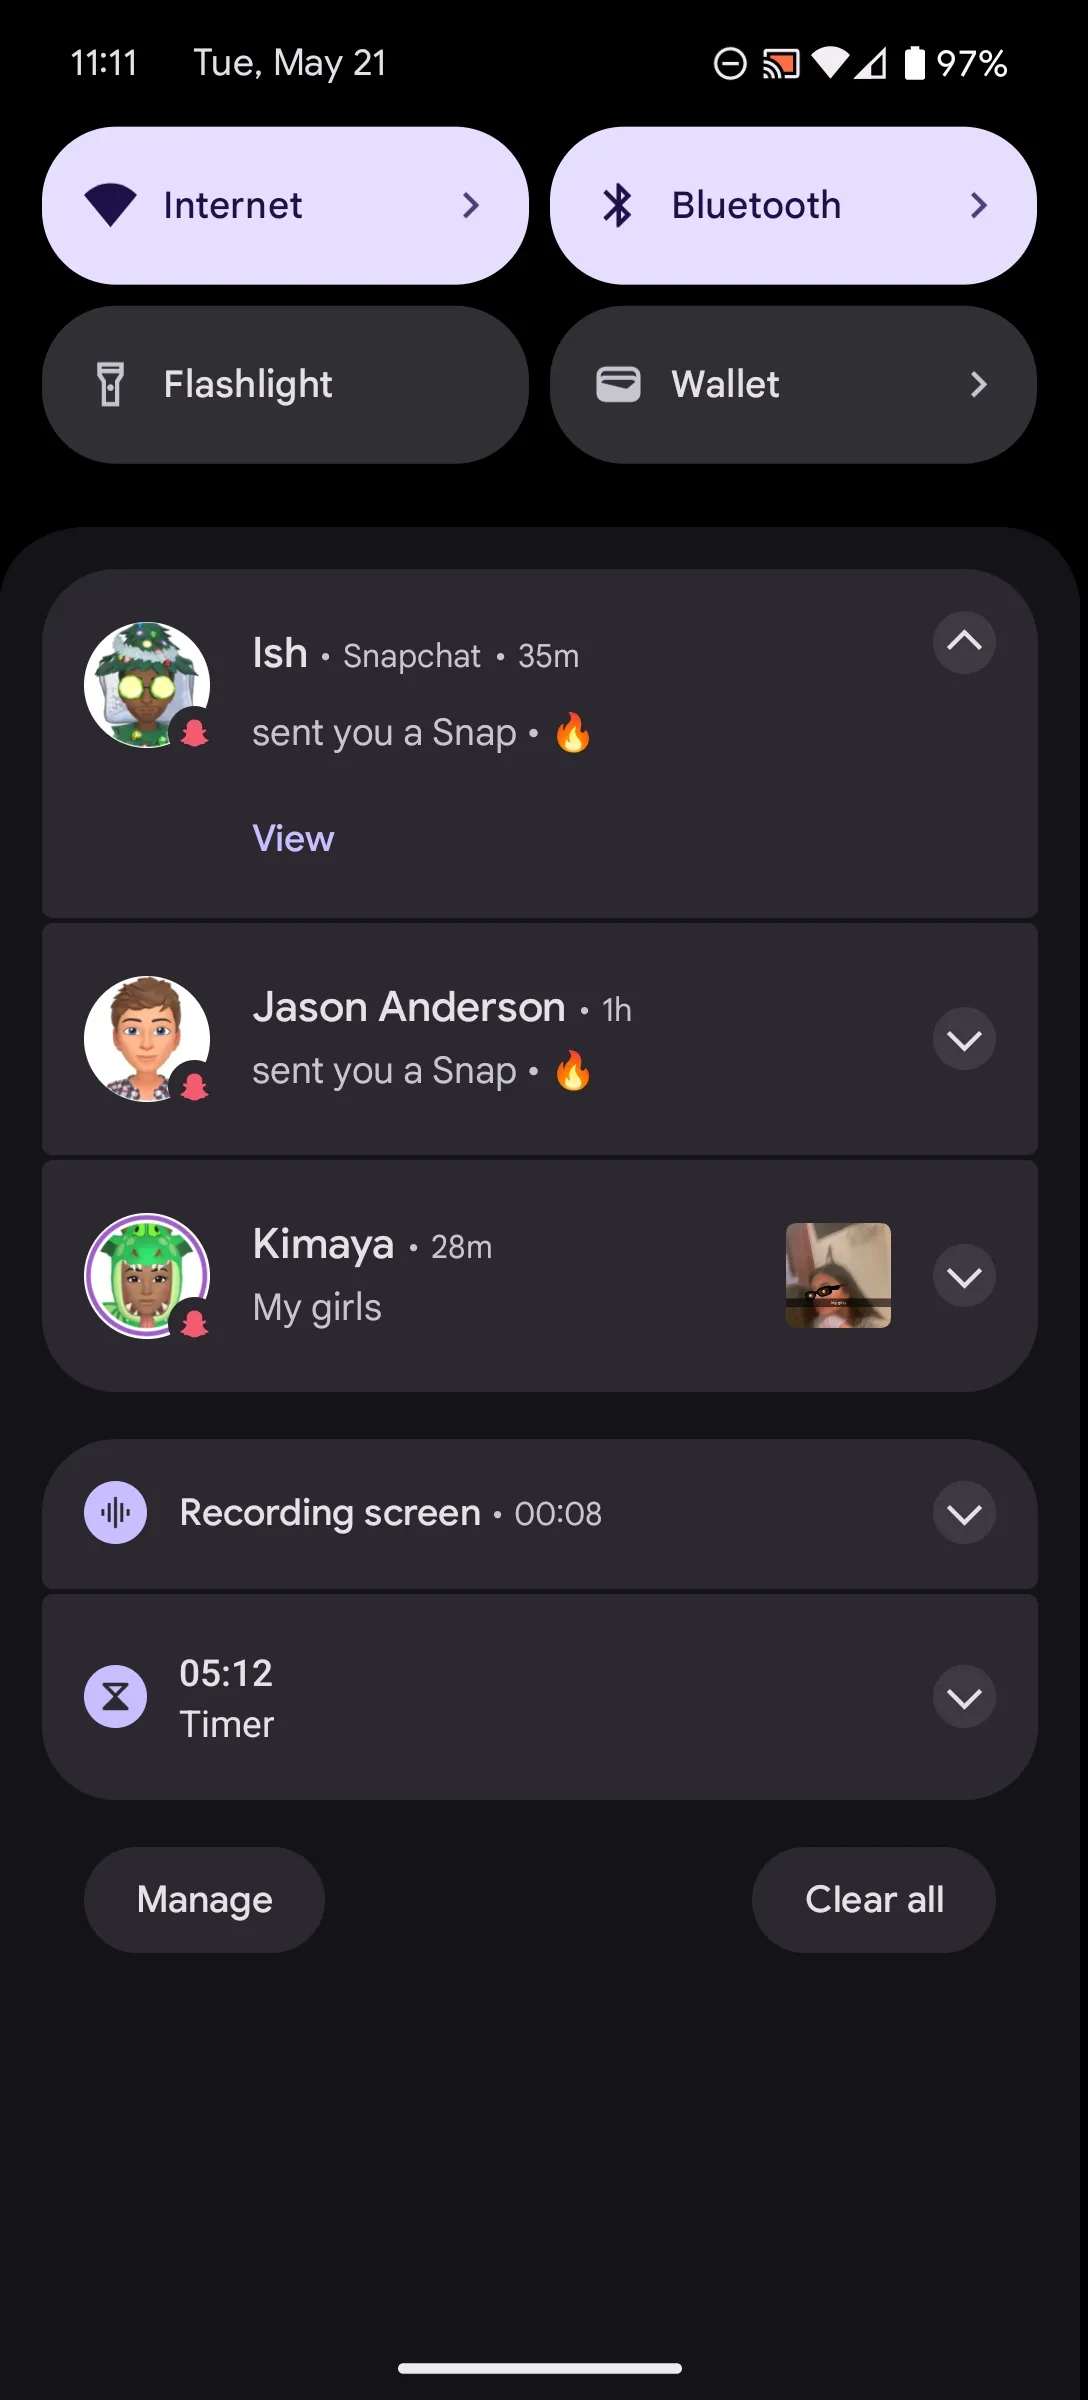 11:11 Tue, May 21 97%
Internet Bluetooth
Flashlight Wallet
Ish • Snapchat • 35m
sent you a Snap • 🔥
View
Jason Anderson • 1h
sent you a Snap • 🔥
Kimaya • 28m
My girls
Recording screen • 00:08
05:12
Timer
Manage Clear all